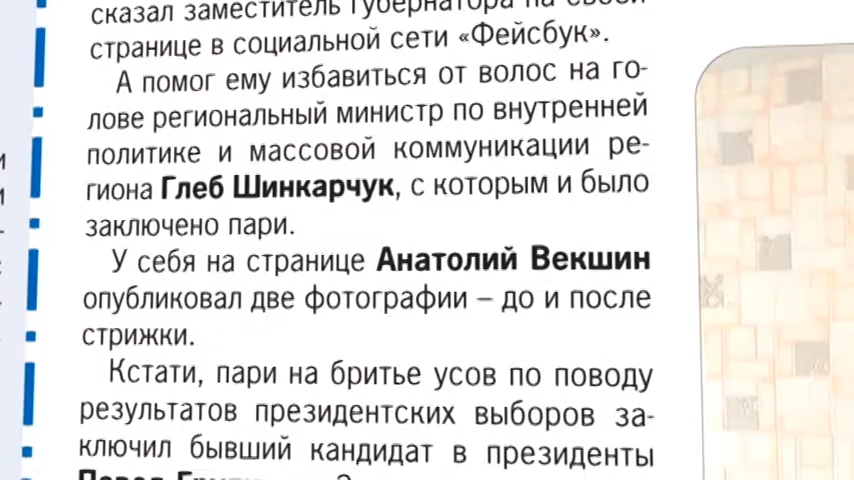 сказал заместитель губернатора на своей
странице в социальной сети «Фейсбук».
А помог ему избавиться от волос на го-
лове региональный министр по внутренней
политике и массовой коммуникации ре-
гиона Глеб Шинкарчук, с которым и было
заключено пари.
У себя на странице Анатолий Векшин
опубликовал две фотографии – до и после
стрижки.
Кстати, пари на бритье усов по поводу
результатов президентских выборов за-
ключил бывший кандидат в президенты
Павел